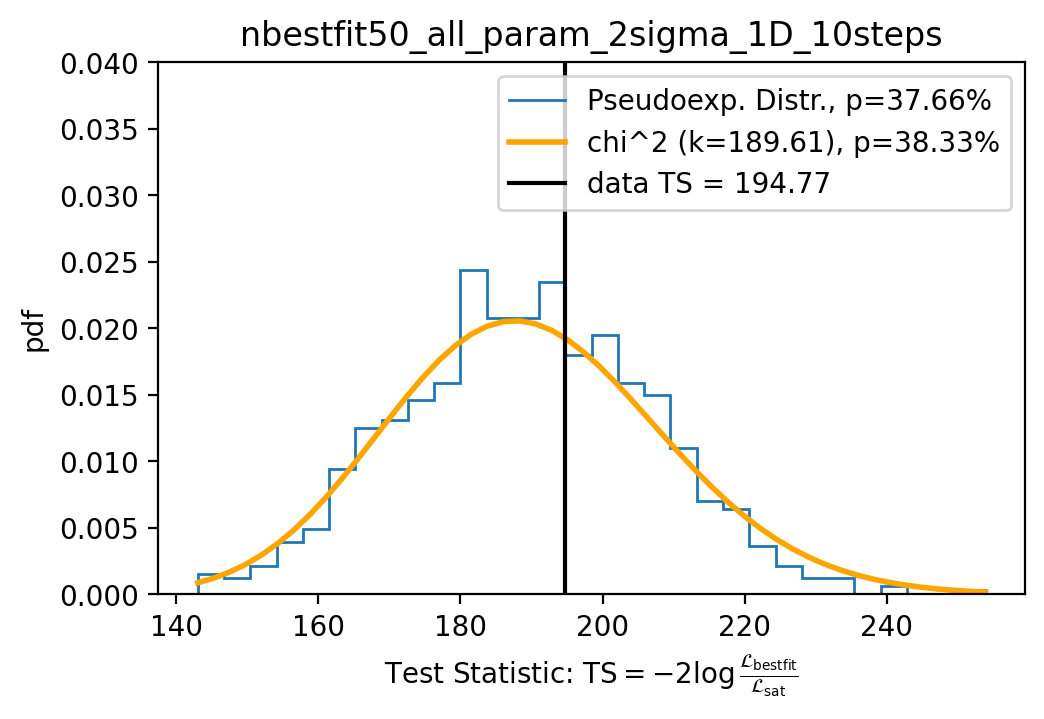 nbestfit50_all_param_2sigma_1D_10steps
0.040
0.035
0.030
0.025
0.020
0.015
0.010
0.005
0.000
pdf
Pseudoexp. Distr., p=37.66%
chi^2 (k=189.61), p=38.33%
data TS = 194.77
140 160 180 200 220 240
Test Statistic: TS = −2log ℒbestfit/ℒsat